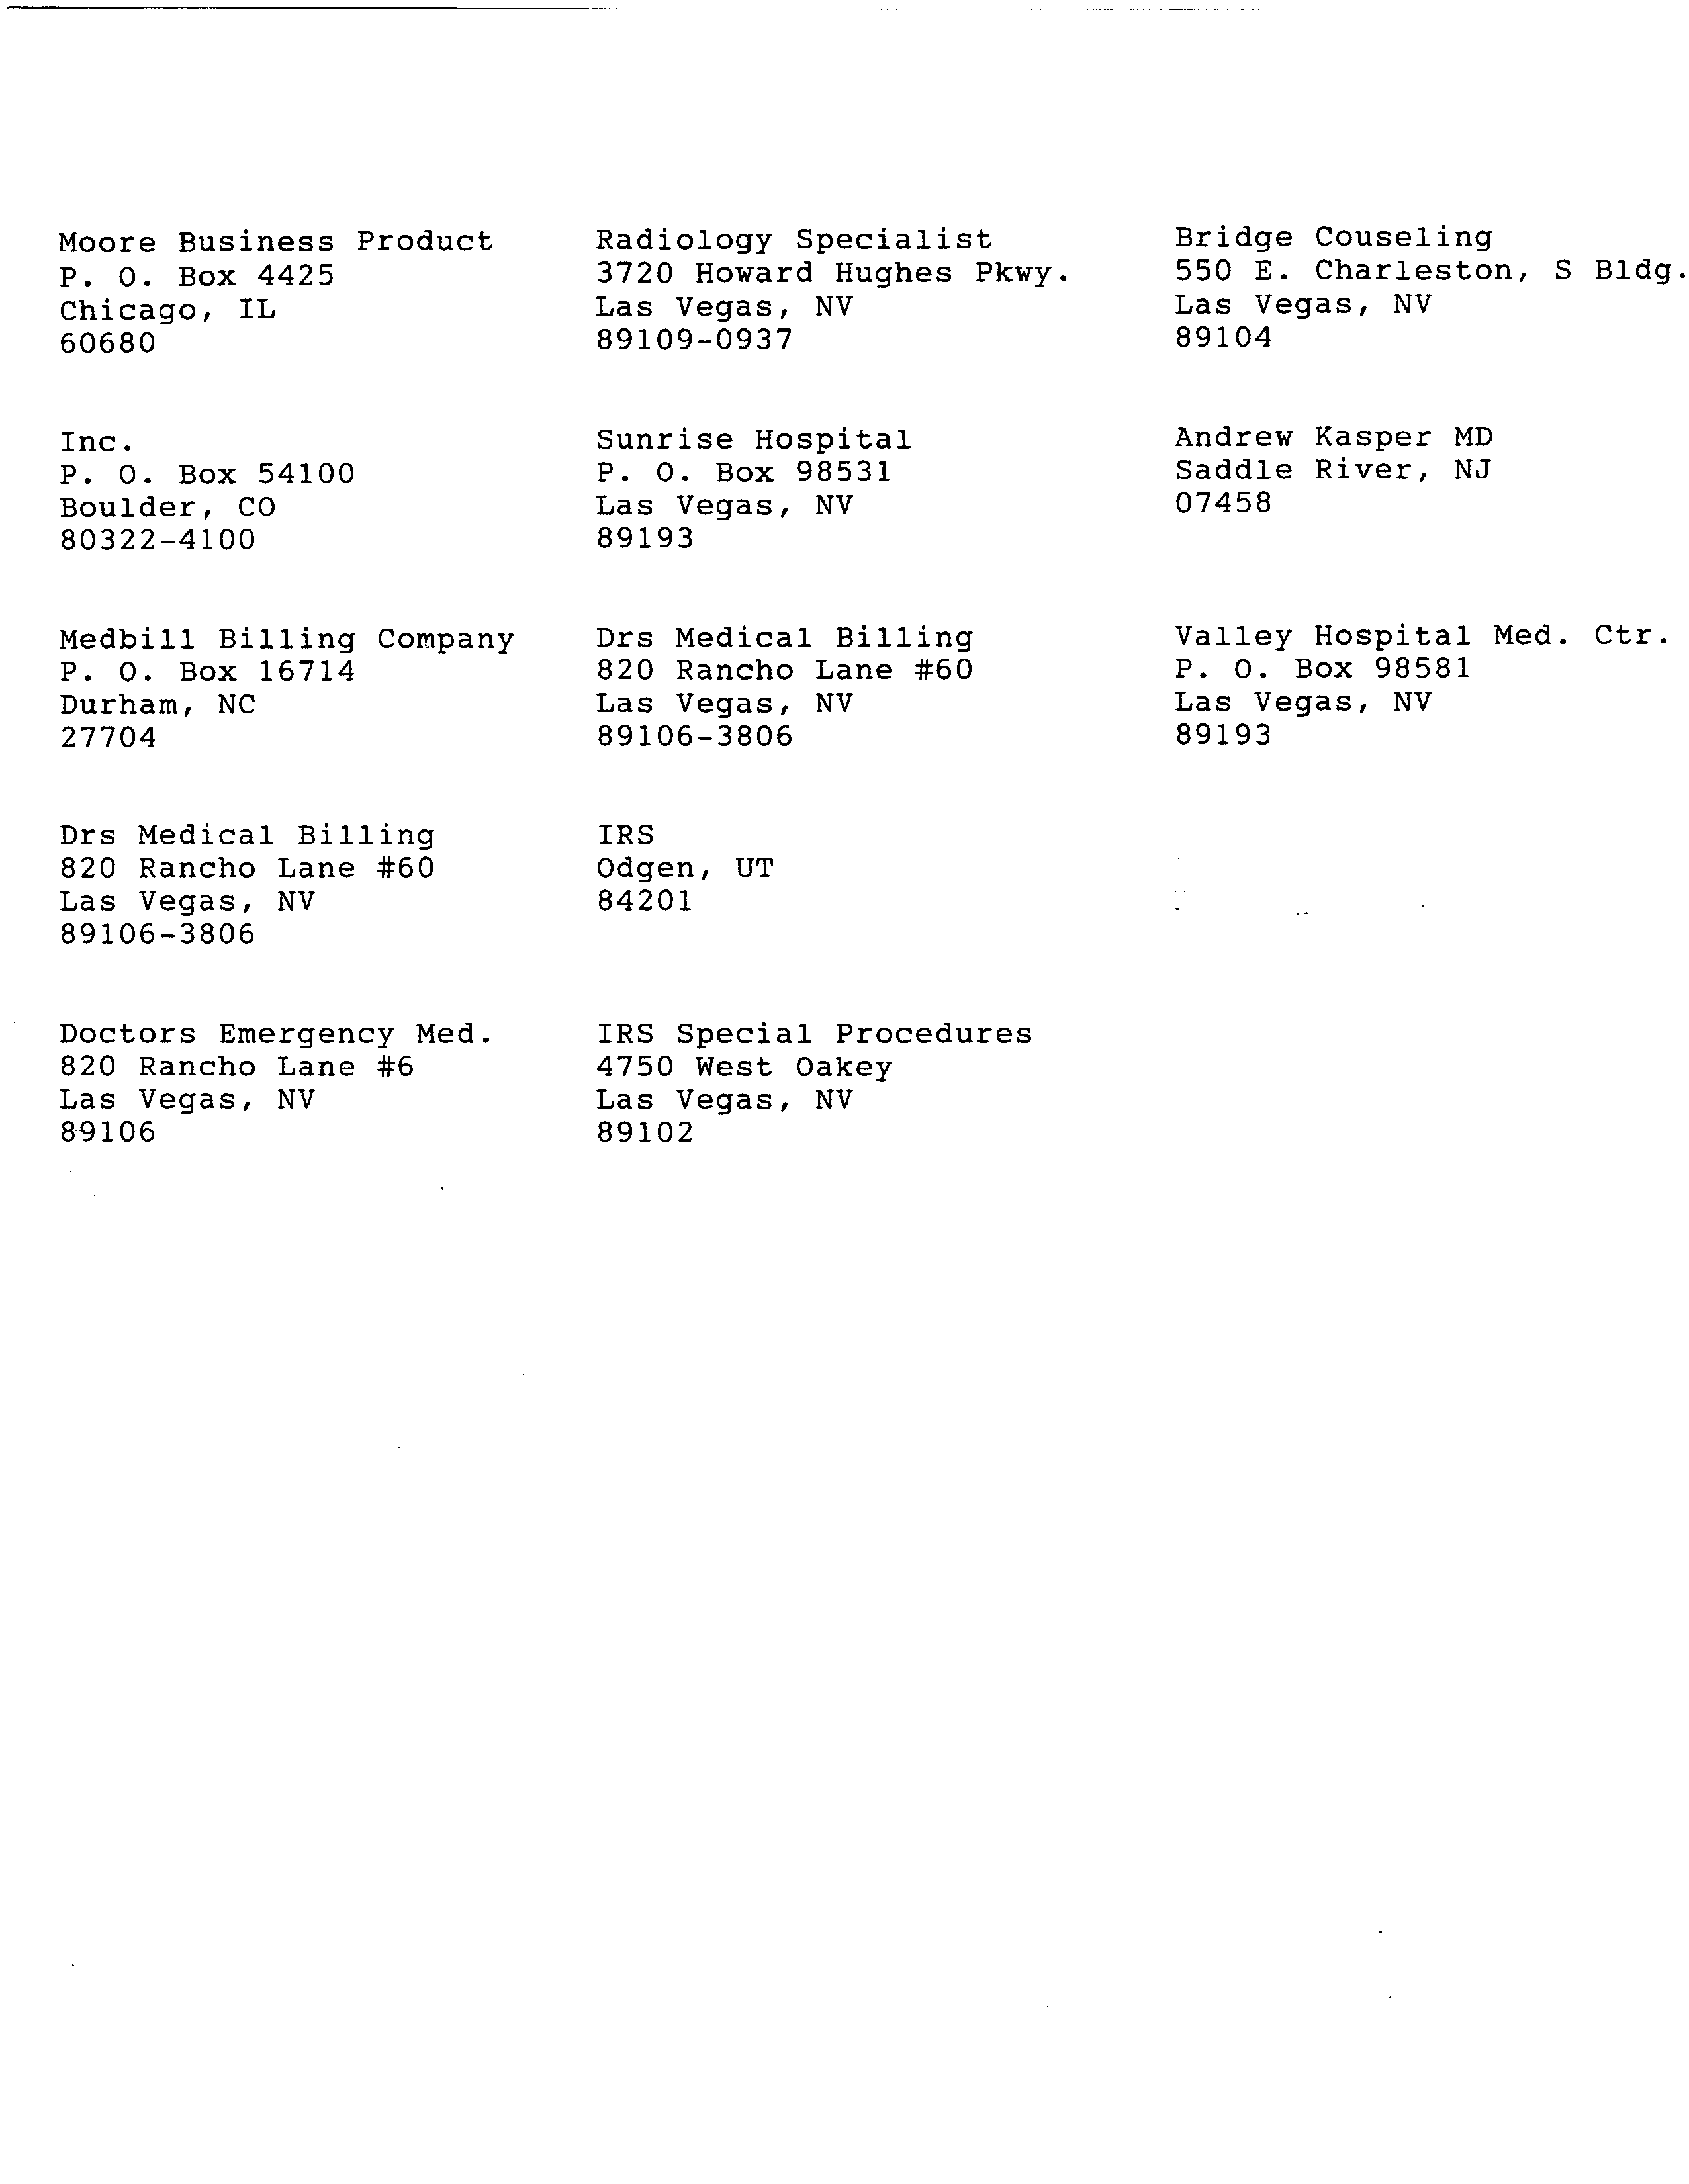 Moore Business Product
P. O. Box 4425
Chicago, IL
60680
Radiology Specialist
3720 Howard Hughes Pkwy.
Las Vegas, NV
89109-0937
Bridge Couseling
550 E. Charleston, S Bldg.
Las Vegas, NV
89104
Inc.
P. O. Box 54100
Boulder, CO
80322-4100
Sunrise Hospital
P. O. Box 98531
Las Vegas, NV
89193
Andrew Kasper MD
Saddle River, NJ
07458
Medbill Billing Company
P. O. Box 16714
Durham, NC
27704
Drs Medical Billing
820 Rancho Lane #60
Las Vegas, NV
89106-3806
Valley Hospital Med. Ctr.
P. O. Box 98581
Las Vegas, NV
89193
Drs Medical Billing
820 Rancho Lane #60
Las Vegas, NV
89106-3806
IRS
Odgen, UT
84201
Doctors Emergency Med.
820 Rancho Lane #6
Las Vegas, NV
89106
IRS Special Procedures
4750 West Oakey
Las Vegas, NV
89102